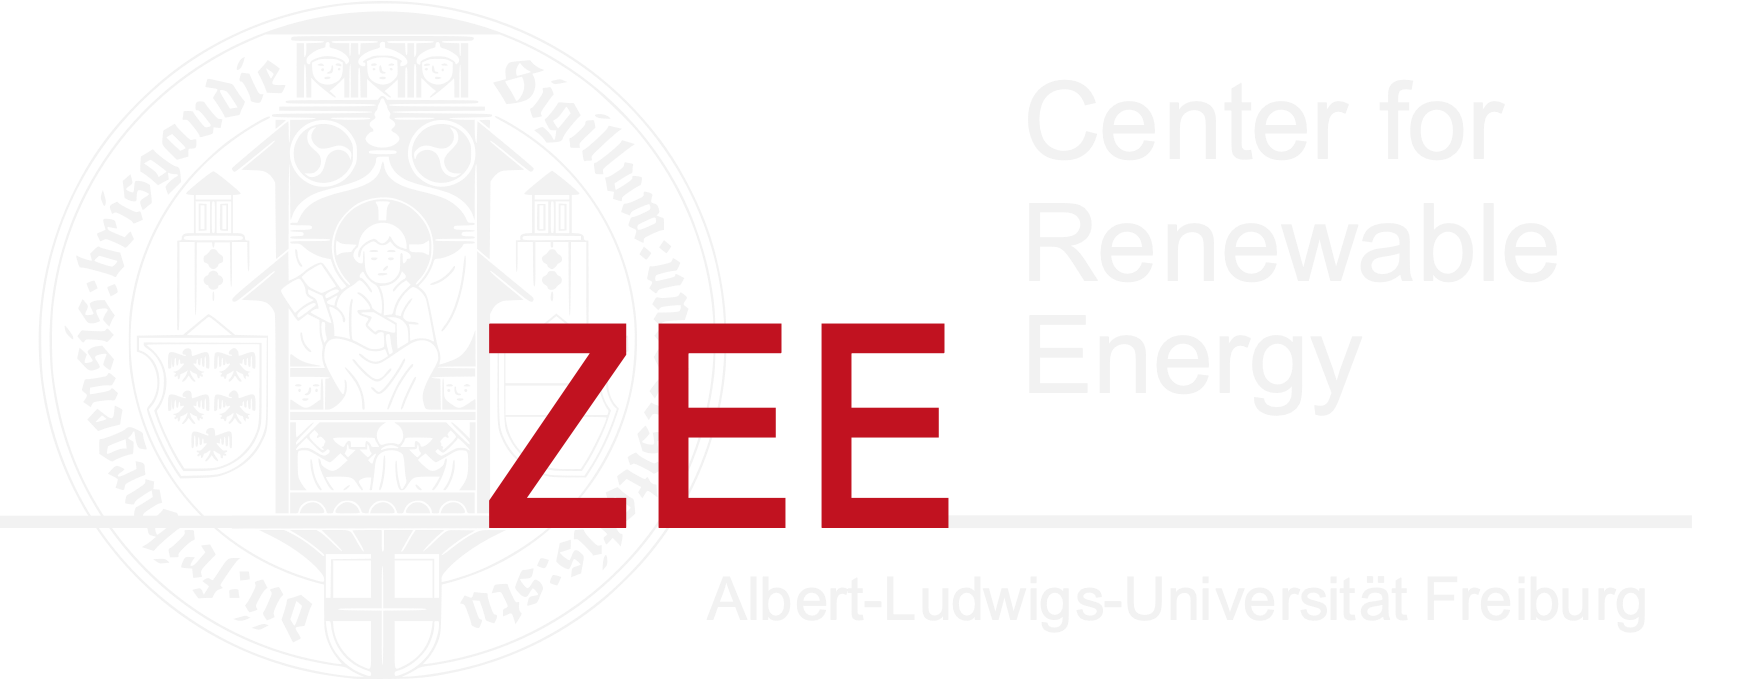 Center for
Renewable
Energy
ZEE
Albert-Ludwigs-Universität Freiburg